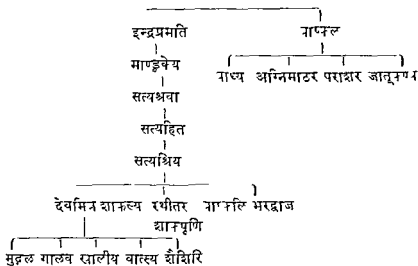 इन्द्रप्रमति वाष्कल
माण्डूकेय वाध्य अग्निमाटर पराशर जातूकर्ण्य
सत्यश्रवा
सत्यहित
सत्यश्रिय
देवमित्र शाकल्य रथीतर वाष्कलि भरद्वाज
शाकपूणि
मुद्गल गालव खालीय वात्स्य शैशिरि